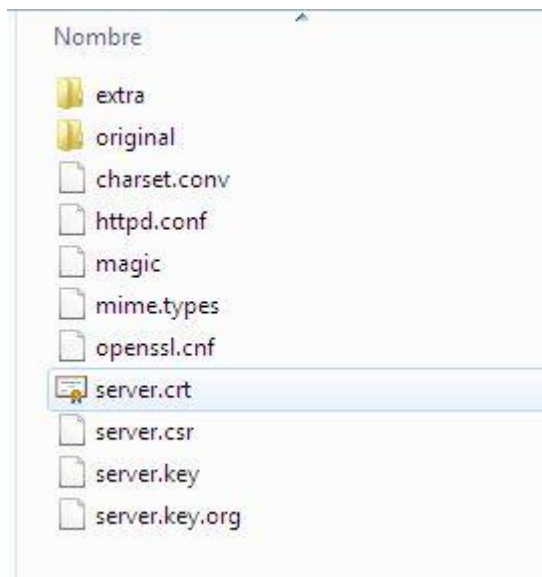 Nombre
extra
original
charset.conv
httpd.conf
magic
mime.types
openssl.cnf
server.crt
server.csr
server.key
server.key.org